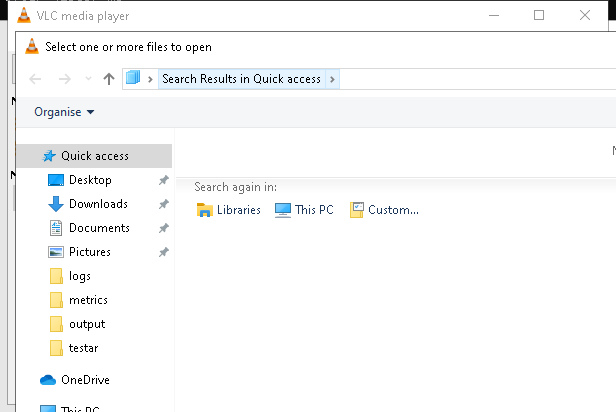 VLC media player
Select one or more files to open
Search Results in Quick access
Organise
Quick access
Desktop
Downloads
Documents
Pictures
logs
metrics
output
testar
OneDrive
This PC
Search again in:
Libraries
This PC
Custom...